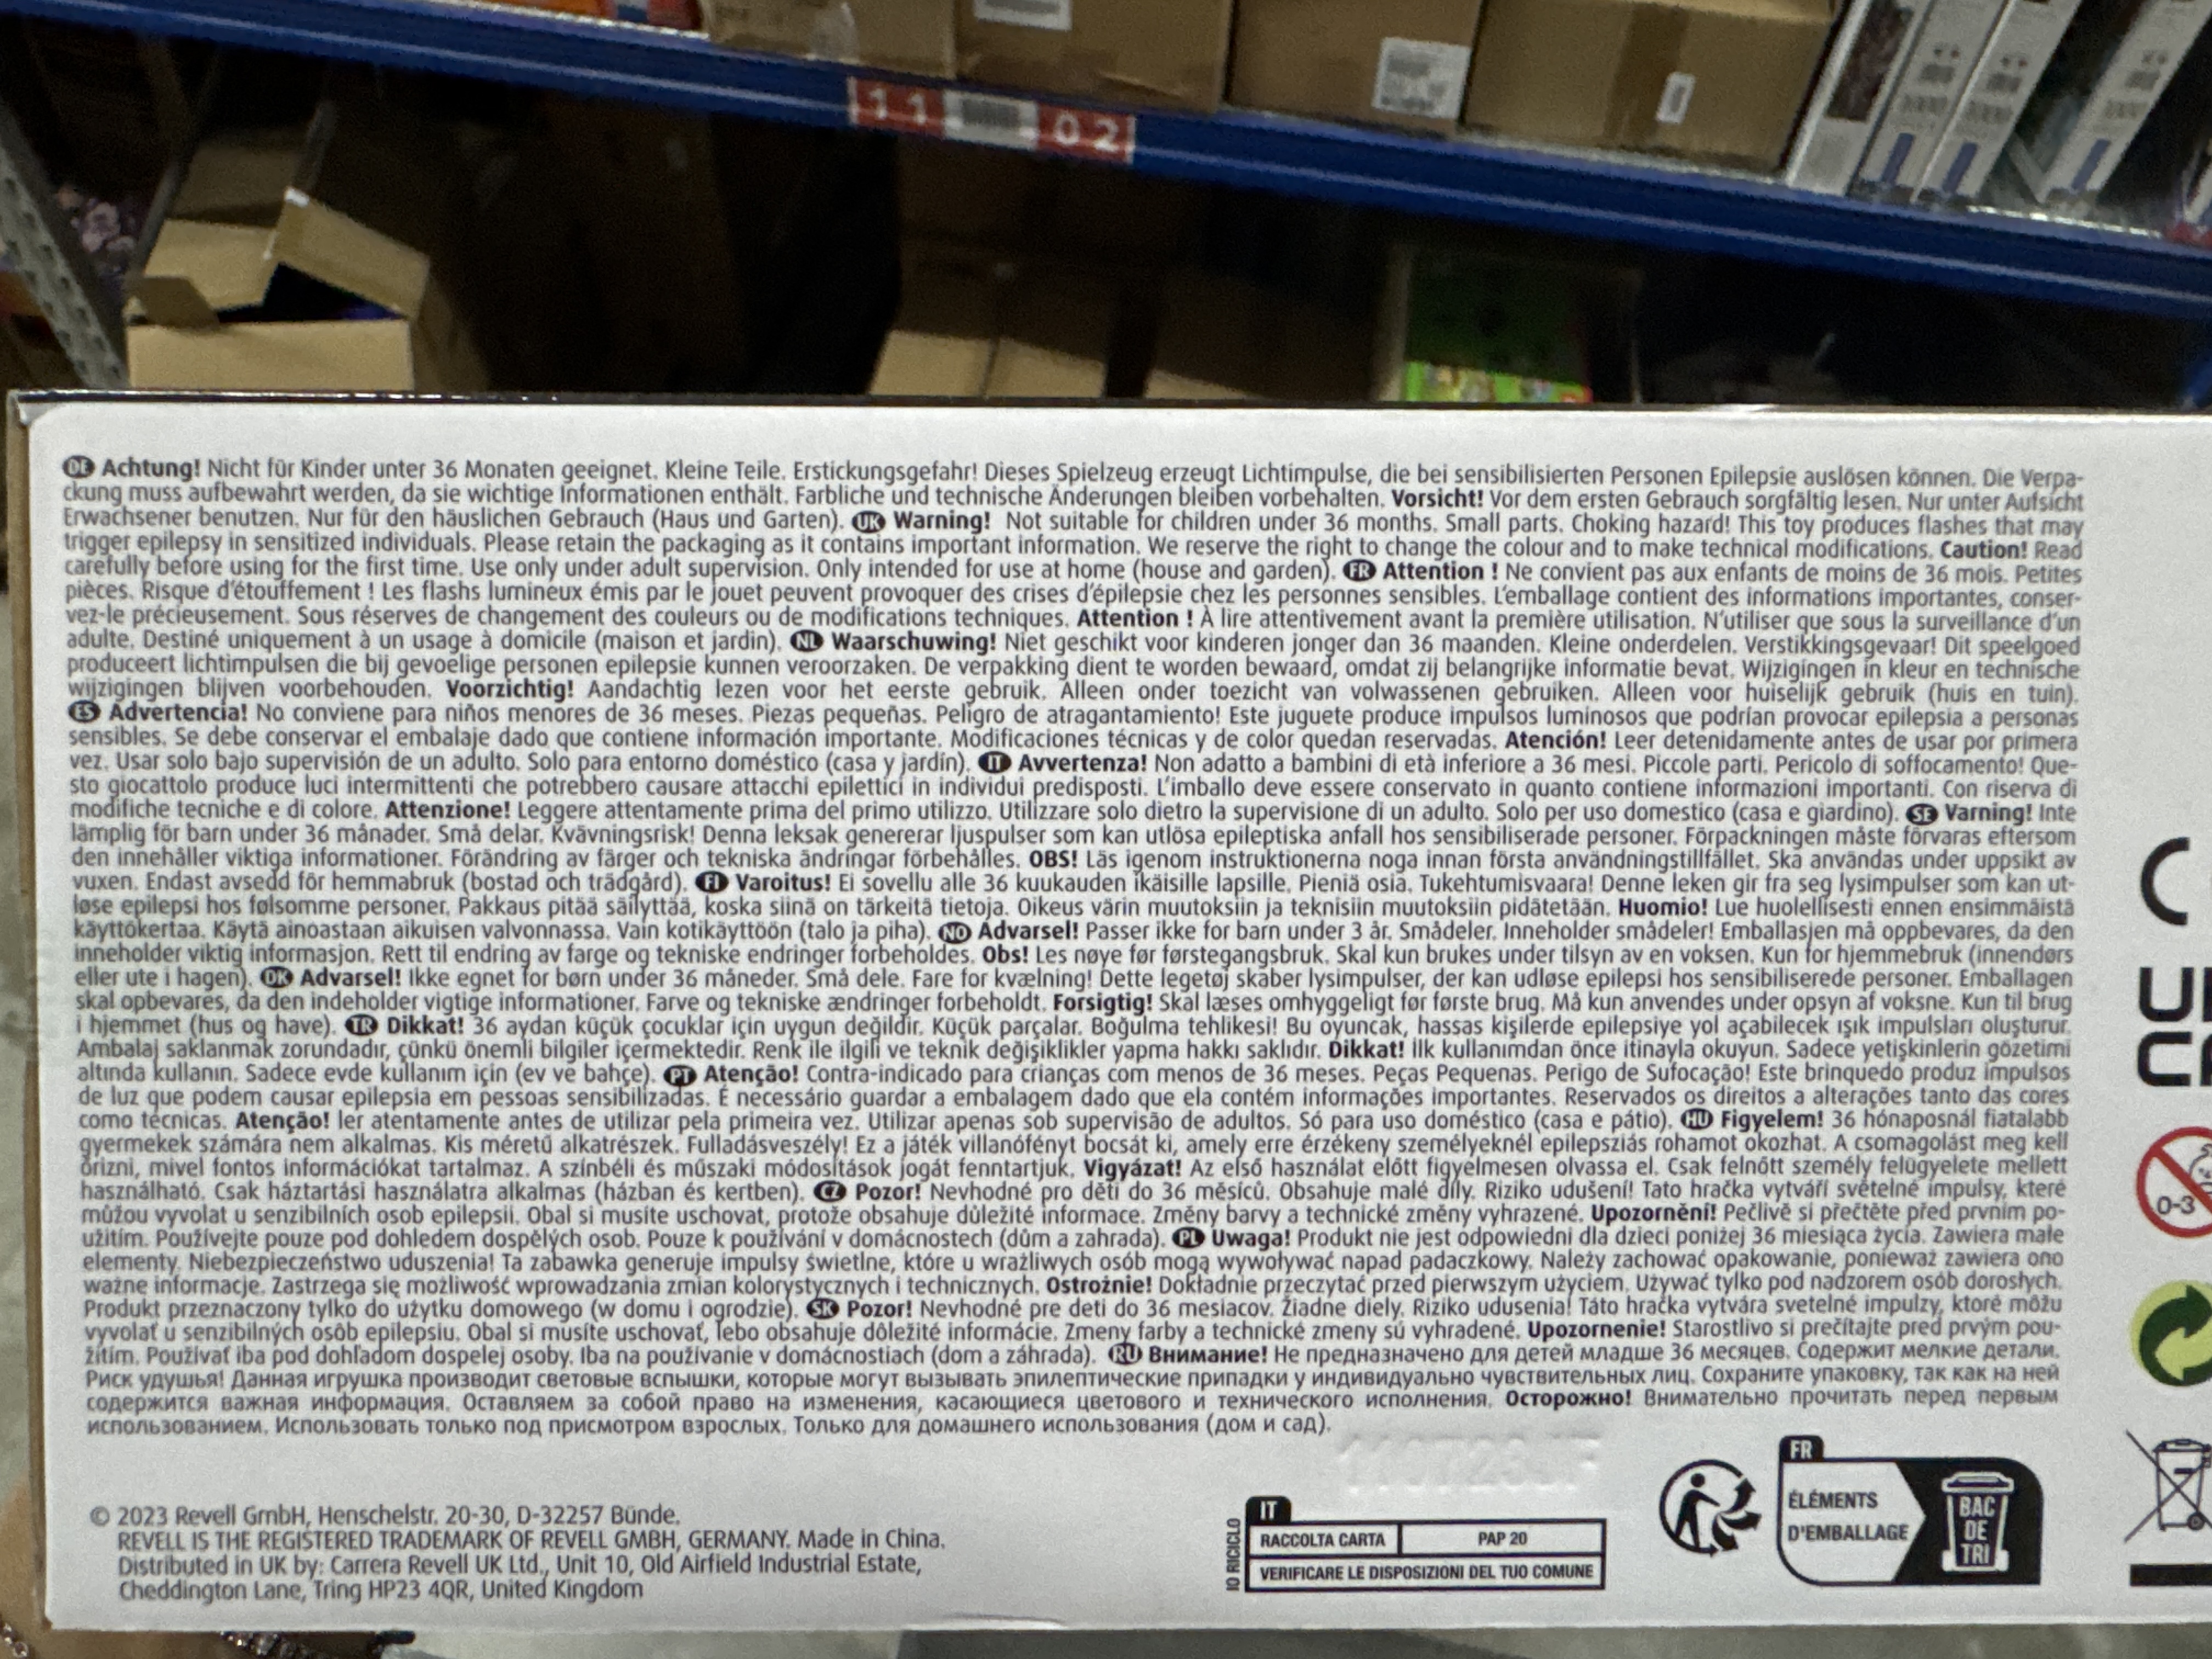 11 02
DE Achtung! Nicht für Kinder unter 36 Monaten geeignet. Kleine Teile. Erstickungsgefahr! Dieses Spielzeug erzeugt Lichtimpulse, die bei sensibilisierten Personen Epilepsie auslösen können. Die Verpa-
ckung muss aufbewahrt werden, da sie wichtige Informationen enthält. Farbliche und technische Änderungen bleiben vorbehalten. Vorsicht! Vor dem ersten Gebrauch sorgfältig lesen. Nur unter Aufsicht
Erwachsener benutzen. Nur für den häuslichen Gebrauch (Haus und Garten). UK Warning! Not suitable for children under 36 months. Small parts. Choking hazard! This toy produces flashes that may
trigger epilepsy in sensitized individuals. Please retain the packaging as it contains important information. We reserve the right to change the colour and to make technical modifications. Caution! Read
carefully before using for the first time. Use only under adult supervision. Only intended for use at home (house and garden). FR Attention ! Ne convient pas aux enfants de moins de 36 mois. Petites
pièces. Risque d'étouffement ! Les flashs lumineux émis par le jouet peuvent provoquer des crises d'épilepsie chez les personnes sensibles. L'emballage contient des informations importantes, conser-
vez-le précieusement. Sous réserves de changement des couleurs ou de modifications techniques. Attention ! À lire attentivement avant la première utilisation. N'utiliser que sous la surveillance d'un
adulte. Destiné uniquement à un usage à domicile (maison et jardin). NL Waarschuwing! Niet geschikt voor kinderen jonger dan 36 maanden. Kleine onderdelen. Verstikkingsgevaar! Dit speelgoed
produceert lichtimpulsen die bij gevoelige personen epilepsie kunnen veroorzaken. De verpakking dient te worden bewaard, omdat zij belangrijke informatie bevat. Wijzigingen in kleur en technische
wijzigingen blijven voorbehouden. Voorzichtig! Aandachtig lezen voor het eerste gebruik. Alleen onder toezicht van volwassenen gebruiken. Alleen voor huiselijk gebruik (huis en tuin).
ES Advertencia! No conviene para niños menores de 36 meses. Piezas pequeñas. Peligro de atragantamiento! Este juguete produce impulsos luminosos que podrían provocar epilepsia a personas
sensibles. Se debe conservar el embalaje dado que contiene información importante. Modificaciones técnicas y de color quedan reservadas. Atención! Leer detenidamente antes de usar por primera
vez. Usar solo bajo supervisión de un adulto. Solo para entorno doméstico (casa y jardín). IT Avvertenza! Non adatto a bambini di età inferiore a 36 mesi. Piccole parti. Pericolo di soffocamento! Que-
sto giocattolo produce luci intermittenti che potrebbero causare attacchi epilettici in individui predisposti. L'imballo deve essere conservato in quanto contiene informazioni importanti. Con riserva di
modifiche tecniche e di colore. Attenzione! Leggere attentamente prima del primo utilizzo. Utilizzare solo dietro la supervisione di un adulto. Solo per uso domestico (casa e giardino). SE Varning! Inte
lämplig för barn under 36 månader. Små delar. Kvävningsrisk! Denna leksak genererar ljuspulser som kan utlösa epileptiska anfall hos sensibiliserade personer. Förpackningen måste förvaras eftersom
den innehåller viktiga informationer. Förändring av färger och tekniska ändringar förbehålles. OBS! Läs igenom instruktionerna noga innan första användningstillfället. Ska användas under uppsikt av
vuxen. Endast avsedd för hemmabruk (bostad och trädgård). FI Varoitus! Ei sovellu alle 36 kuukauden ikäisille lapsille. Pieniä osia. Tukehtumisvaara! Denne leken gir fra seg lysimpulser som kan ut-
løse epilepsi hos følsomme personer. Pakkaus pitää säilyttää, koska siinä on tärkeitä tietoja. Oikeus värin muutoksiin ja teknisiin muutoksiin pidätetään. Huomio! Lue huolellisesti ennen ensimmäistä
käyttökertaa. Käytä ainoastaan aikuisen valvonnassa. Vain kotikäyttöön (talo ja piha). NO Advarsel! Passer ikke for barn under 3 år. Smådeler. Inneholder smådeler! Emballasjen må oppbevares, da den
inneholder viktig informasjon. Rett til endring av farge og tekniske endringer forbeholdes. Obs! Les nøye før førstegangsbruk. Skal kun brukes under tilsyn av en voksen. Kun for hjemmebruk (innendørs
eller ute i hagen). DK Advarsel! Ikke egnet for børn under 36 måneder. Små dele. Fare for kvælning! Dette legetøj skaber lysimpulser, der kan udløse epilepsi hos sensibiliserede personer. Emballagen
skal opbevares, da den indeholder vigtige informationer. Farve og tekniske ændringer forbeholdt. Forsigtig! Skal læses omhyggeligt før første brug. Må kun anvendes under opsyn af voksne. Kun til brug
i hjemmet (hus og have). TR Dikkat! 36 aydan küçük çocuklar için uygun değildir. Küçük parçalar. Boğulma tehlikesi! Bu oyuncak, hassas kişilerde epilepsiye yol açabilecek ışık impulsları oluşturur.
Ambalaj saklanmak zorundadır, çünkü önemli bilgiler içermektedir. Renk ile ilgili ve teknik değişiklikler yapma hakkı saklıdır. Dikkat! İlk kullanımdan önce itinayla okuyun. Sadece yetişkinlerin gözetimi
altında kullanın. Sadece evde kullanım için (ev ve bahçe). PT Atenção! Contra-indicado para crianças com menos de 36 meses. Peças Pequenas. Perigo de Sufocação! Este brinquedo produz impulsos
de luz que podem causar epilepsia em pessoas sensibilizadas. É necessário guardar a embalagem dado que ela contém informações importantes. Reservados os direitos a alterações tanto das cores
como técnicas. Atenção! ler atentamente antes de utilizar pela primeira vez. Utilizar apenas sob supervisão de adultos. Só para uso doméstico (casa e pátio). HU Figyelem! 36 hónaposnál fiatalabb
gyermekek számára nem alkalmas. Kis méretű alkatrészek. Fulladásveszély! Ez a játék villanófényt bocsát ki, amely erre érzékeny személyeknél epilepsziás rohamot okozhat. A csomagolást meg kell
őrizni, mivel fontos információkat tartalmaz. A színbéli és műszaki módosítások jogát fenntartjuk. Vigyázat! Az első használat előtt figyelmesen olvassa el. Csak felnőtt személy felügyelete mellett
használható. Csak háztartási használatra alkalmas (házban és kertben). CZ Pozor! Nevhodné pro děti do 36 měsíců. Obsahuje malé díly. Riziko udušení! Tato hračka vytváří světelné impulsy, které
můžou vyvolat u senzibilních osob epilepsii. Obal si musíte uschovat, protože obsahuje důležité informace. Změny barvy a technické změny vyhrazené. Upozornění! Pečlivě si přečtěte před prvním po-
užitím. Používejte pouze pod dohledem dospělých osob. Pouze k používání v domácnostech (dům a zahrada). PL Uwaga! Produkt nie jest odpowiedni dla dzieci poniżej 36 miesiąca życia. Zawiera małe
elementy. Niebezpieczeństwo uduszenia! Ta zabawka generuje impulsy świetlne, które u wrażliwych osób mogą wywoływać napad padaczkowy. Należy zachować opakowanie, ponieważ zawiera ono
ważne informacje. Zastrzega się możliwość wprowadzania zmian kolorystycznych i technicznych. Ostrożnie! Dokładnie przeczytać przed pierwszym użyciem. Używać tylko pod nadzorem osób dorosłych.
Produkt przeznaczony tylko do użytku domowego (w domu i ogrodzie). SK Pozor! Nevhodné pre deti do 36 mesiacov. Žiadne diely. Riziko udusenia! Táto hračka vytvára svetelné impulzy, ktoré môžu
vyvolať u senzibilných osôb epilepsiu. Obal si musíte uschovať, lebo obsahuje dôležité informácie. Zmeny farby a technické zmeny sú vyhradené. Upozornenie! Starostlivo si prečítajte pred prvým pou-
žitím. Používať iba pod dohľadom dospelej osoby. Iba na používanie v domácnostiach (dom a záhrada). RU Внимание! Не предназначено для детей младше 36 месяцев. Содержит мелкие детали.
Риск удушья! Данная игрушка производит световые вспышки, которые могут вызывать эпилептические припадки у индивидуально чувствительных лиц. Сохраните упаковку, так как на ней
содержится важная информация. Оставляем за собой право на изменения, касающиеся цветового и технического исполнения. Осторожно! Внимательно прочитать перед первым
использованием. Использовать только под присмотром взрослых. Только для домашнего использования (дом и сад).
0-3
© 2023 Revell GmbH, Henschelstr. 20-30, D-32257 Bünde.
REVELL IS THE REGISTERED TRADEMARK OF REVELL GMBH, GERMANY. Made in China.
Distributed in UK by: Carrera Revell UK Ltd., Unit 10, Old Airfield Industrial Estate,
Cheddington Lane, Tring HP23 4QR, United Kingdom
IO RICICLO
IT
RACCOLTA CARTA PAP 20
VERIFICARE LE DISPOSIZIONI DEL TUO COMUNE
FR
ÉLÉMENTS
D'EMBALLAGE
BAC
DE
TRI